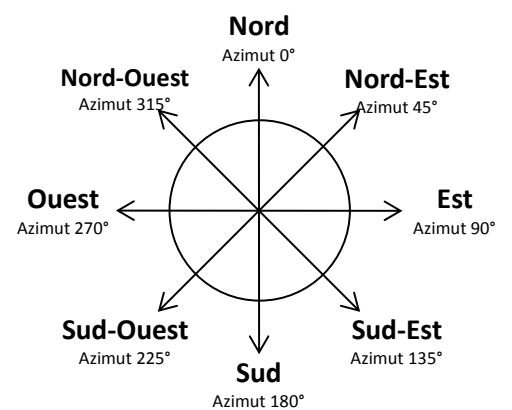 Nord
Azimut 0°
Nord-Ouest
Azimut 315°
Nord-Est
Azimut 45°
Ouest
Azimut 270°
Est
Azimut 90°
Sud-Ouest
Azimut 225°
Sud-Est
Azimut 135°
Sud
Azimut 180°